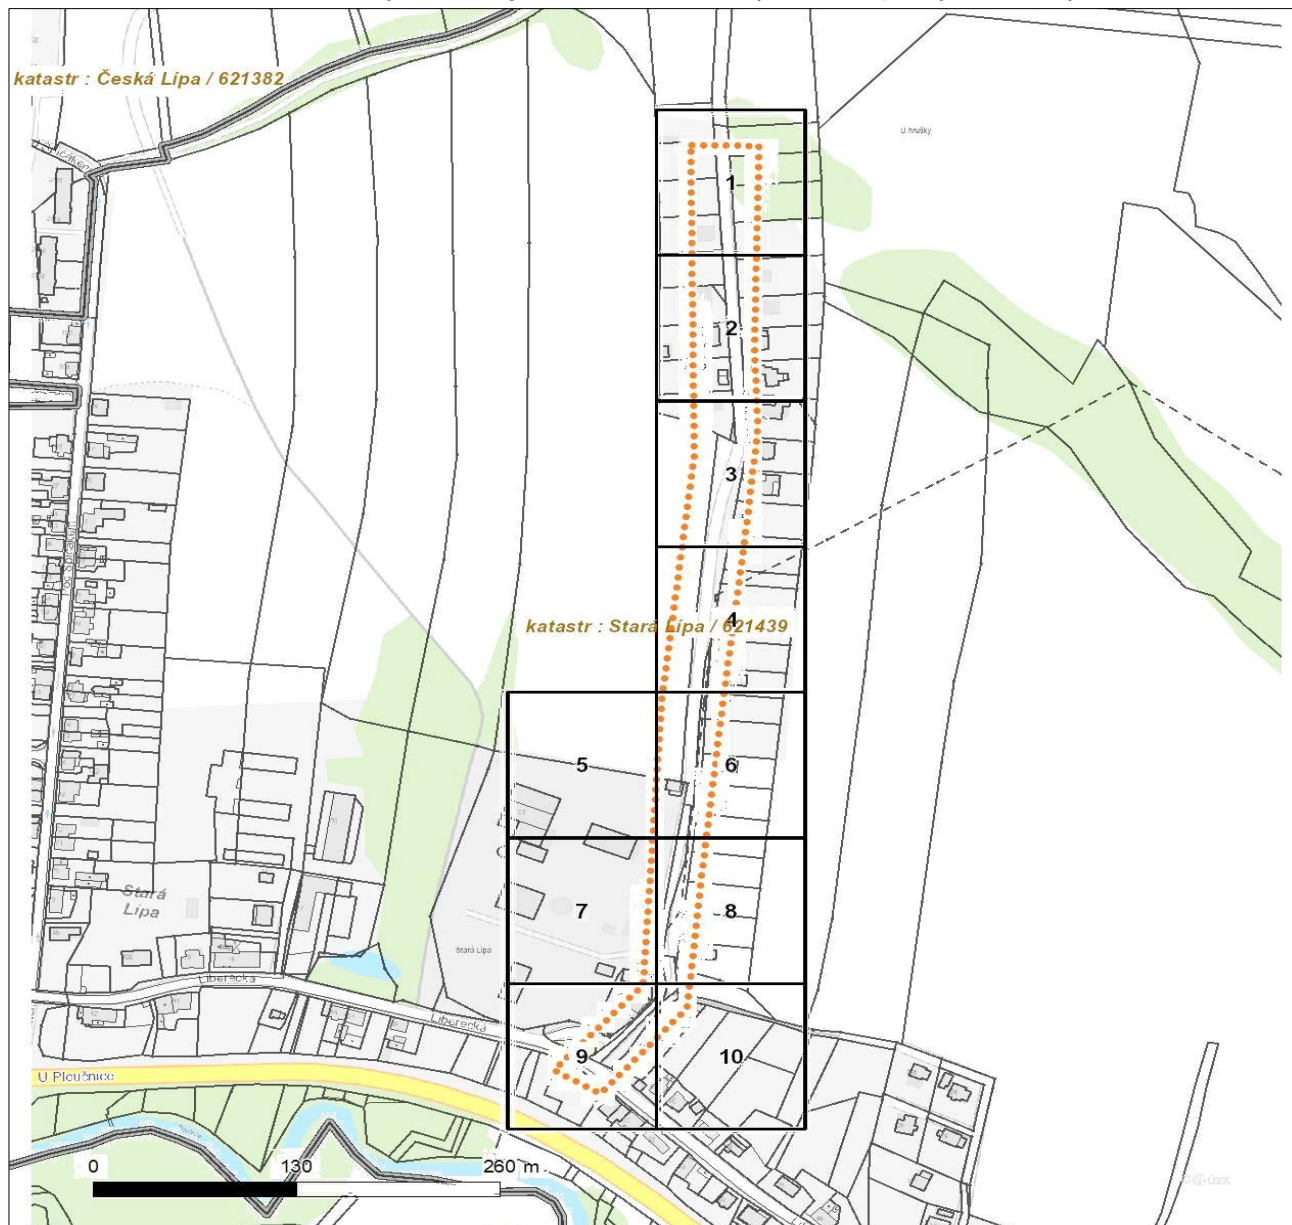 katastr : Česká Lípa / 621382
U hrušky
1
2
3
4
katastr : Stará Lípa / 621439
5
6
7
8
Stará
Lípa
Stará Lípa
Liberecká
Liberecká
9
10
U Ploučnice
0 130 260 m